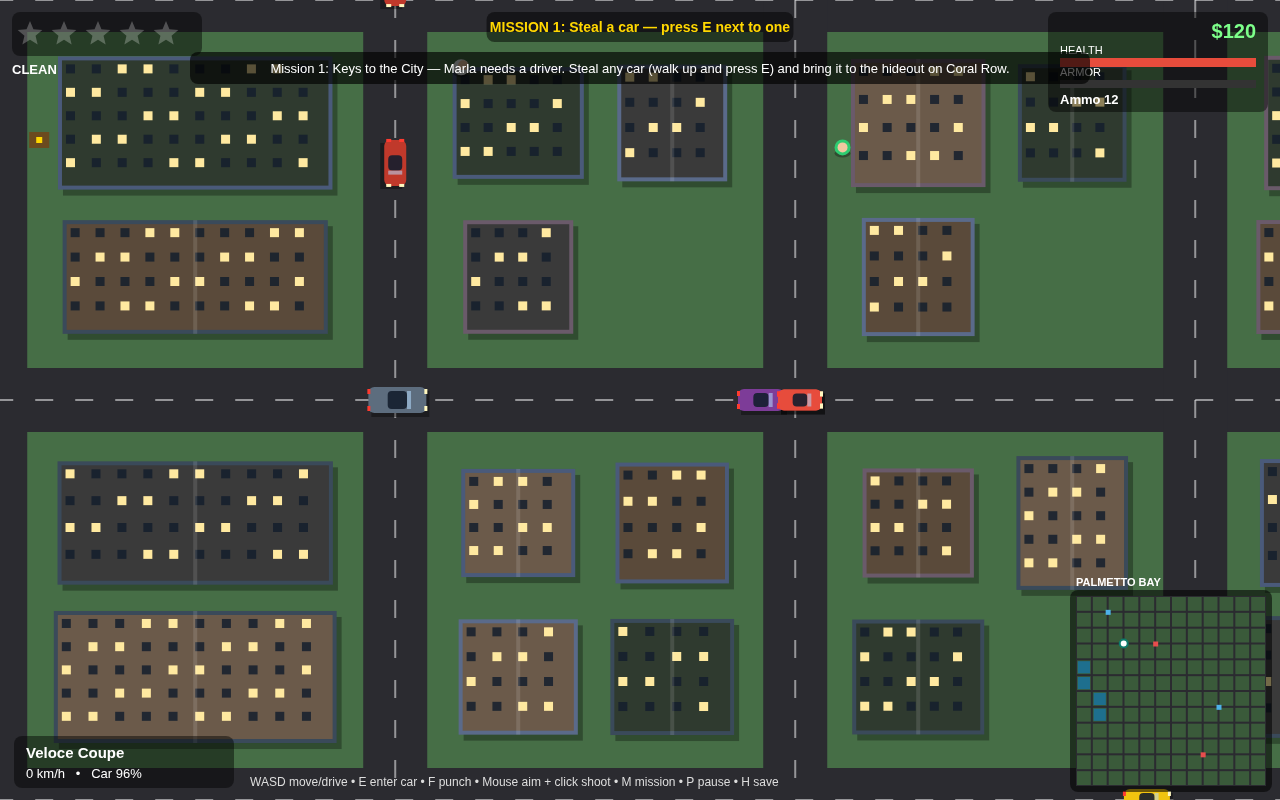 MISSION 1: Steal a car — press E next to one
$120
Mission 1: Keys to the City — Marla needs a driver. Steal any car (walk up and press E) and bring it to the hideout on Coral Row.
HEALTH
CLEAN
ARMOR
Ammo 12
PALMETTO BAY
Veloce Coupe
0 km/h • Car 96%
WASD move/drive • E enter car • F punch • Mouse aim + click shoot • M mission • P pause • H save